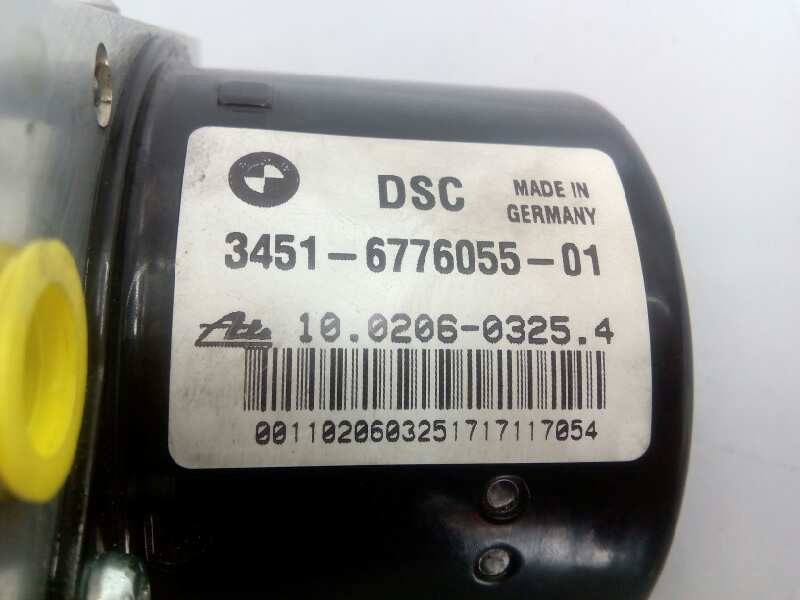 DSC
MADE IN
GERMANY
3451-6776055-01
Ate 10.0206-0325.4
0011020603251717117054